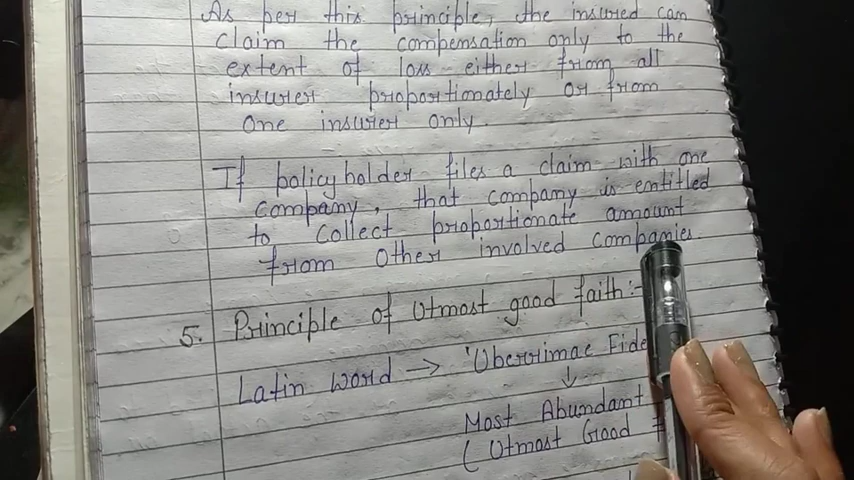 As per this principle, the insured can
claim the compensation only to the
extent of loss either from all
insurer proportionately or from
one insurer only.
If policyholder files a claim with one
company, that company is entitled
to collect proportionate amount
from other involved companies
5. Principle of Utmost good faith:-
Latin word → 'Uberrimae Fide
↓
Most Abundant
( Utmost Good